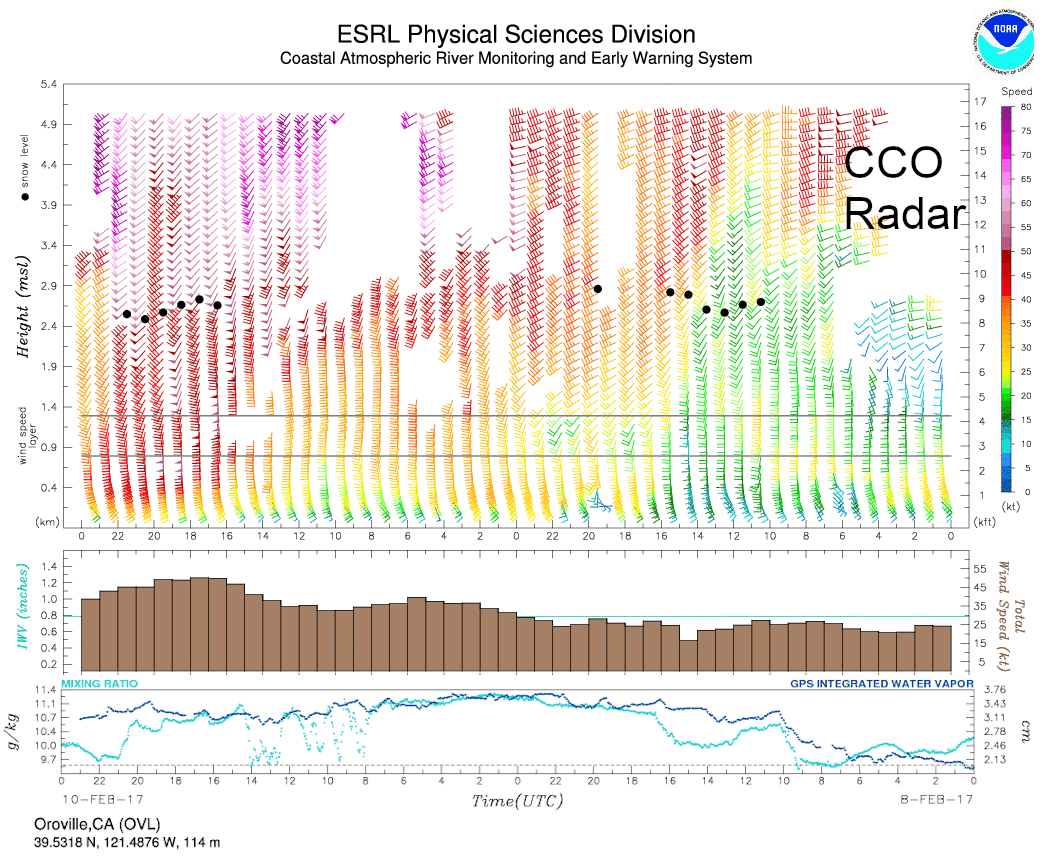 ESRL Physical Sciences Division
Coastal Atmospheric River Monitoring and Early Warning System
NOAA
Speed
CCO
Radar
5.4
4.9
4.4
3.9
3.4
2.9
2.4
1.9
1.4
0.9
0.4
(km)
snow level
Height (msl)
wind speed
layer
17
16
15
14
13
12
11
10
9
8
7
6
5
4
3
2
1
(kft)
80
75
70
65
60
55
50
45
40
35
30
25
20
15
10
5
0
(kt)
0 22 20 18 16 14 12 10 8 6 4 2 0 22 20 18 16 14 12 10 8 6 4 2 0
IWV (inches)
1.4
1.2
1.0
0.8
0.6
0.4
0.2
55
45
35
25
15
5
Total
Wind Speed (kt)
MIXING RATIO
GPS INTEGRATED WATER VAPOR
g/kg
11.4
11.1
10.7
10.4
10.0
9.7
3.76
3.43
3.11
2.78
2.46
2.13
cm
0 22 20 18 16 14 12 10 8 6 4 2 0 22 20 18 16 14 12 10 8 6 4 2 0
10-FEB-17
Time(UTC)
8-FEB-17
Oroville,CA (OVL)
39.5318 N, 121.4876 W, 114 m